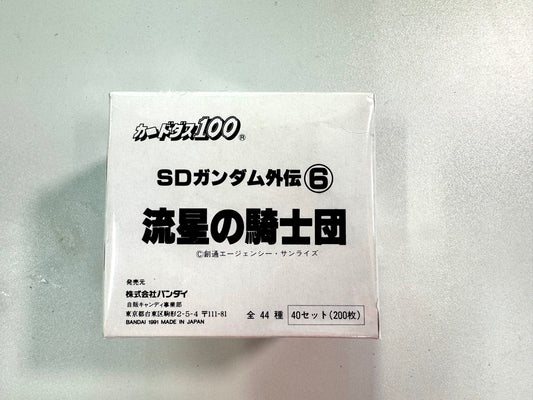 カードダス100®
SDガンダム外伝⑥
流星の騎士団
©創通エージェンシー・サンライズ
発売元
株式会社バンダイ
自販キャンディ事業部
東京都台東区駒形2-5-4 〒111-81
BANDAI 1991 MADE IN JAPAN
全 44 種 40セット(200枚)